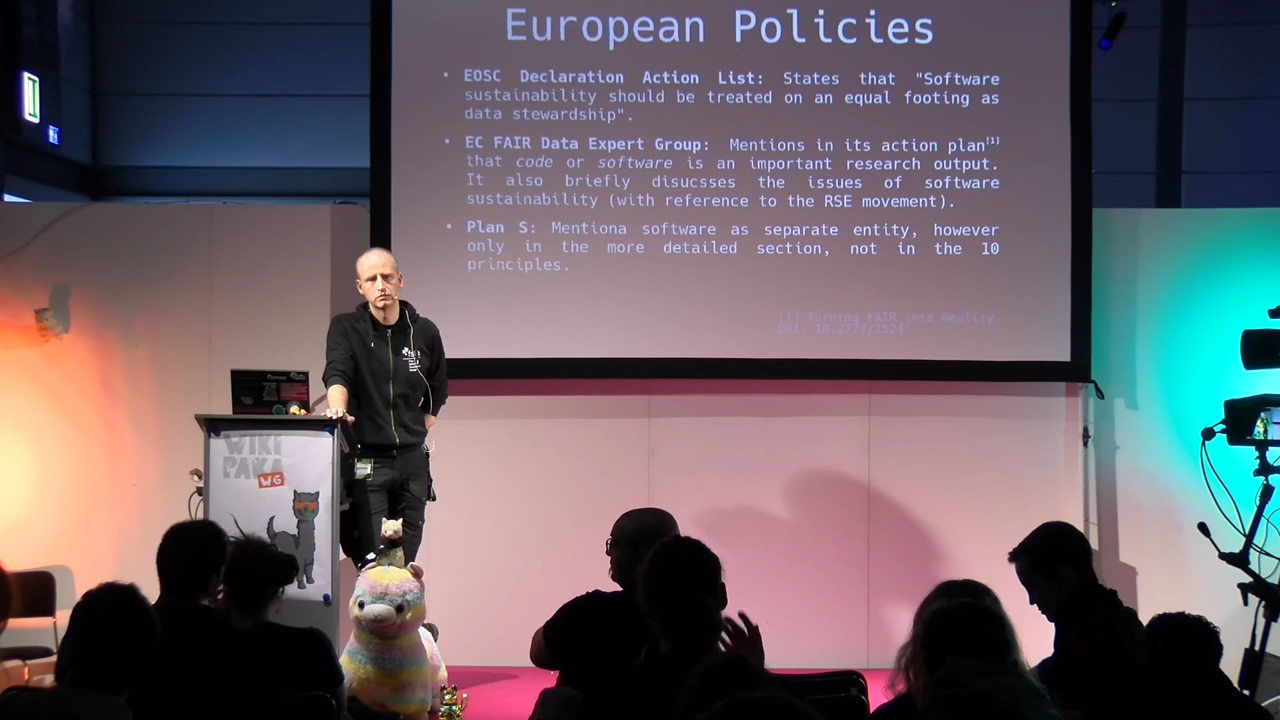 European Policies
• EOSC Declaration Action List: States that "Software
sustainability should be treated on an equal footing as
data stewardship".
• EC FAIR Data Expert Group: Mentions in its action plan[1]
that code or software is an important research output.
It also briefly disucsses the issues of software
sustainability (with reference to the RSE movement).
• Plan S: Mentiona software as separate entity, however
only in the more detailed section, not in the 10
principles.
[1] Turning FAIR into Reality.
DOI. 10.2777/1524
WIKI
PAKA
WG